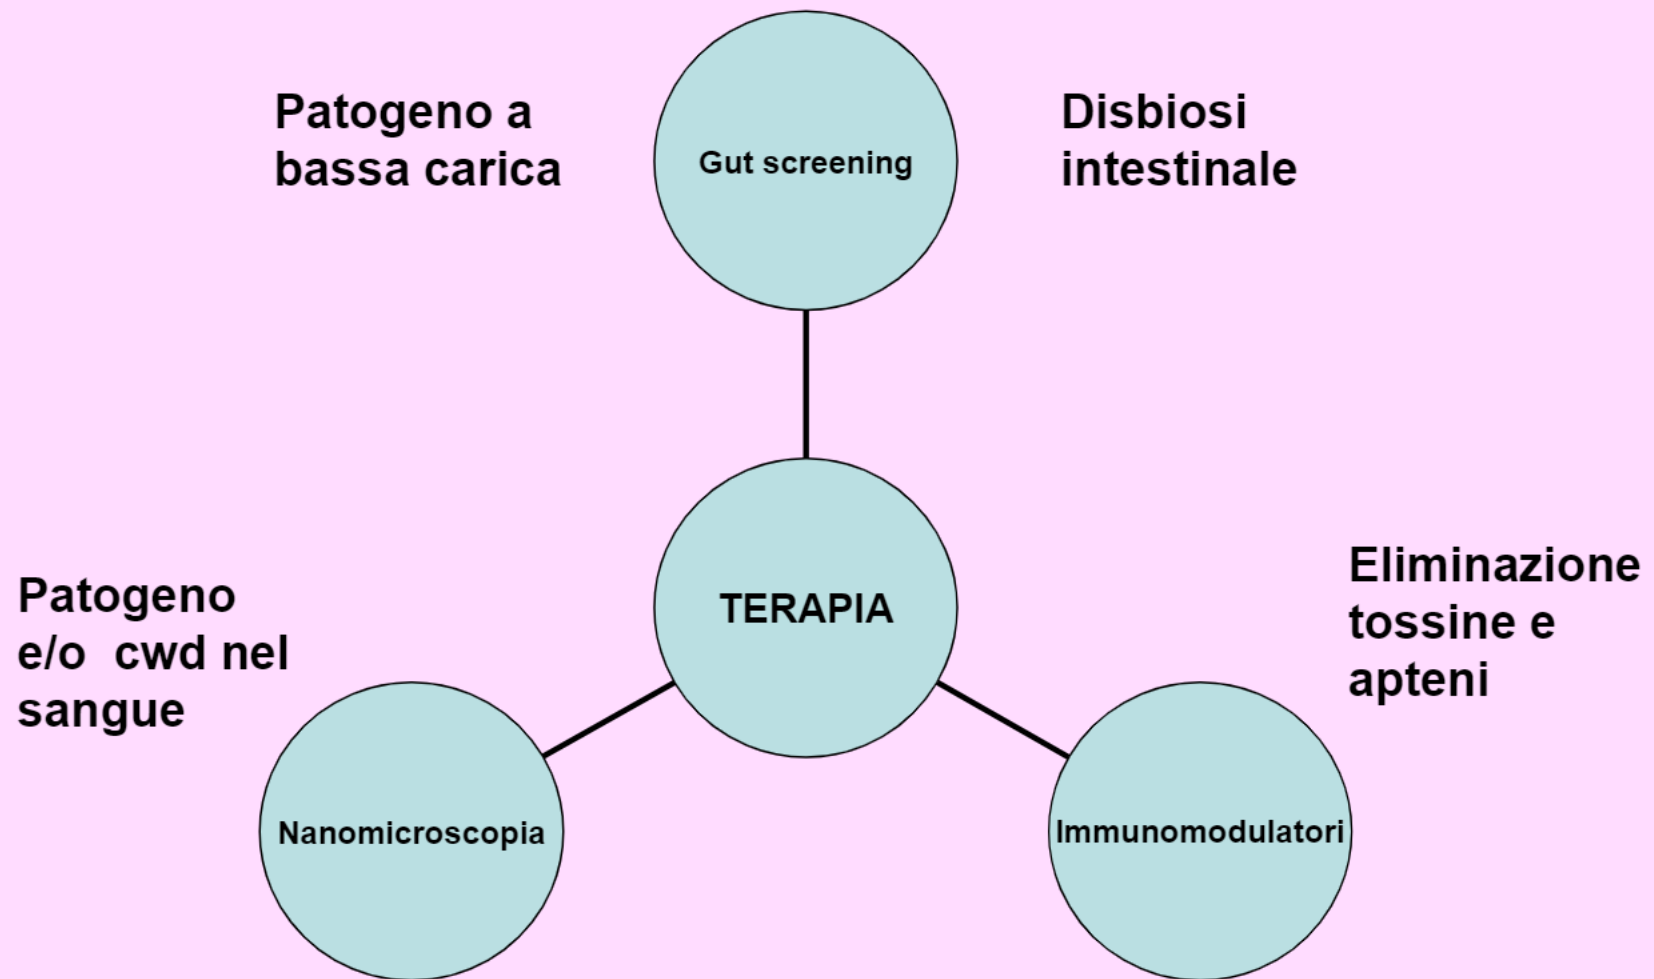 Patogeno a
bassa carica
Gut screening
Disbiosi
intestinale
Patogeno
e/o  cwd nel
sangue
TERAPIA
Eliminazione
tossine e
apteni
Nanomicroscopia
Immunomodulatori